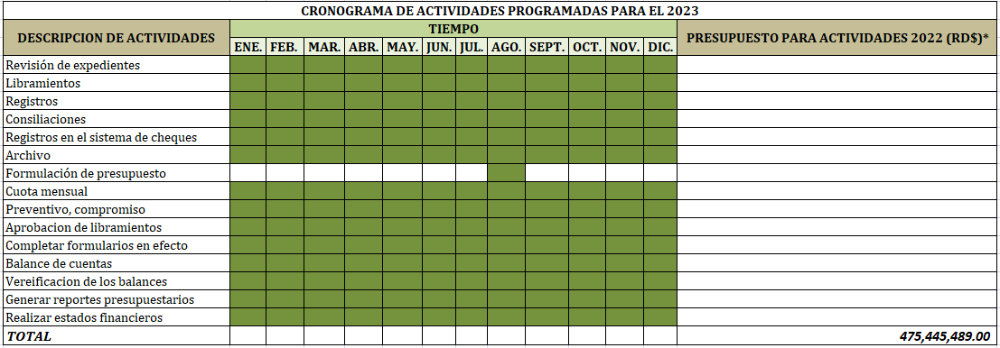 CRONOGRAMA DE ACTIVIDADES PROGRAMADAS PARA EL 2023
DESCRIPCION DE ACTIVIDADES TIEMPO PRESUPUESTO PARA ACTIVIDADES 2022 (RD$)*
ENE. FEB. MAR. ABR. MAY. JUN. JUL. AGO. SEPT. OCT. NOV. DIC.
Revisión de expedientes
Libramientos
Registros
Consiliaciones
Registros en el sistema de cheques
Archivo
Formulación de presupuesto
Cuota mensual
Preventivo, compromiso
Aprobacion de libramientos
Completar formularios en efecto
Balance de cuentas
Vereificacion de los balances
Generar reportes presupuestarios
Realizar estados financieros
TOTAL 475,445,489.00